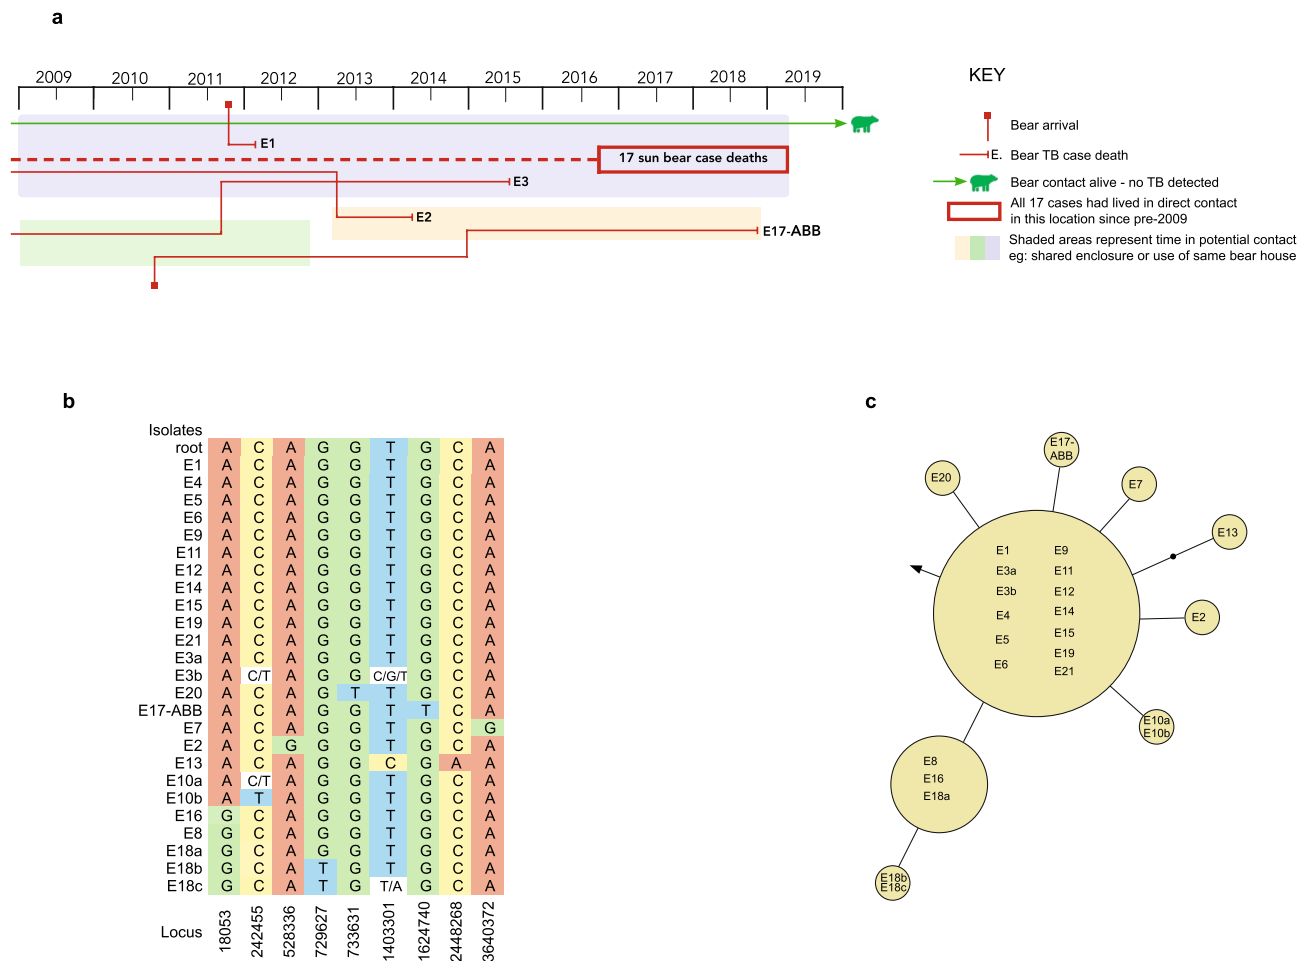 a
2009 2010 2011 2012 2013 2014 2015 2016 2017 2018 2019
E1
17 sun bear case deaths
E3
E2
E17-ABB
KEY
Bear arrival
E. Bear TB case death
Bear contact alive - no TB detected
All 17 cases had lived in direct contact
in this location since pre-2009
Shaded areas represent time in potential contact
eg: shared enclosure or use of same bear house
b
Isolates
root A C A G G T G C A
E1 A C A G G T G C A
E4 A C A G G T G C A
E5 A C A G G T G C A
E6 A C A G G T G C A
E9 A C A G G T G C A
E11 A C A G G T G C A
E12 A C A G G T G C A
E14 A C A G G T G C A
E15 A C A G G T G C A
E19 A C A G G T G C A
E21 A C A G G T G C A
E3a A C A G G T G C A
E3b A C/T A G G C/G/T G C A
E20 A C A G T T G C A
E17-ABB A C A G G T T C A
E7 A C A G G T G C G
E2 A C G G G T G C A
E13 A C A G G C G A A
E10a A C/T A G G T G C A
E10b A T A G G T G C A
E16 G C A G G T G C A
E8 G C A G G T G C A
E18a G C A G G T G C A
E18b G C A T G T G C A
E18c G C A T G T/A G C A
Locus 18053 242455 528336 729627 733631 1403301 1624740 2448268 3640372
c
E17-
ABB
E20
E7
E13
E1 E9
E3a E11
E3b E12
E4 E14
E5 E15
E6 E19
E21
E2
E10a
E10b
E8
E16
E18a
E18b
E18c